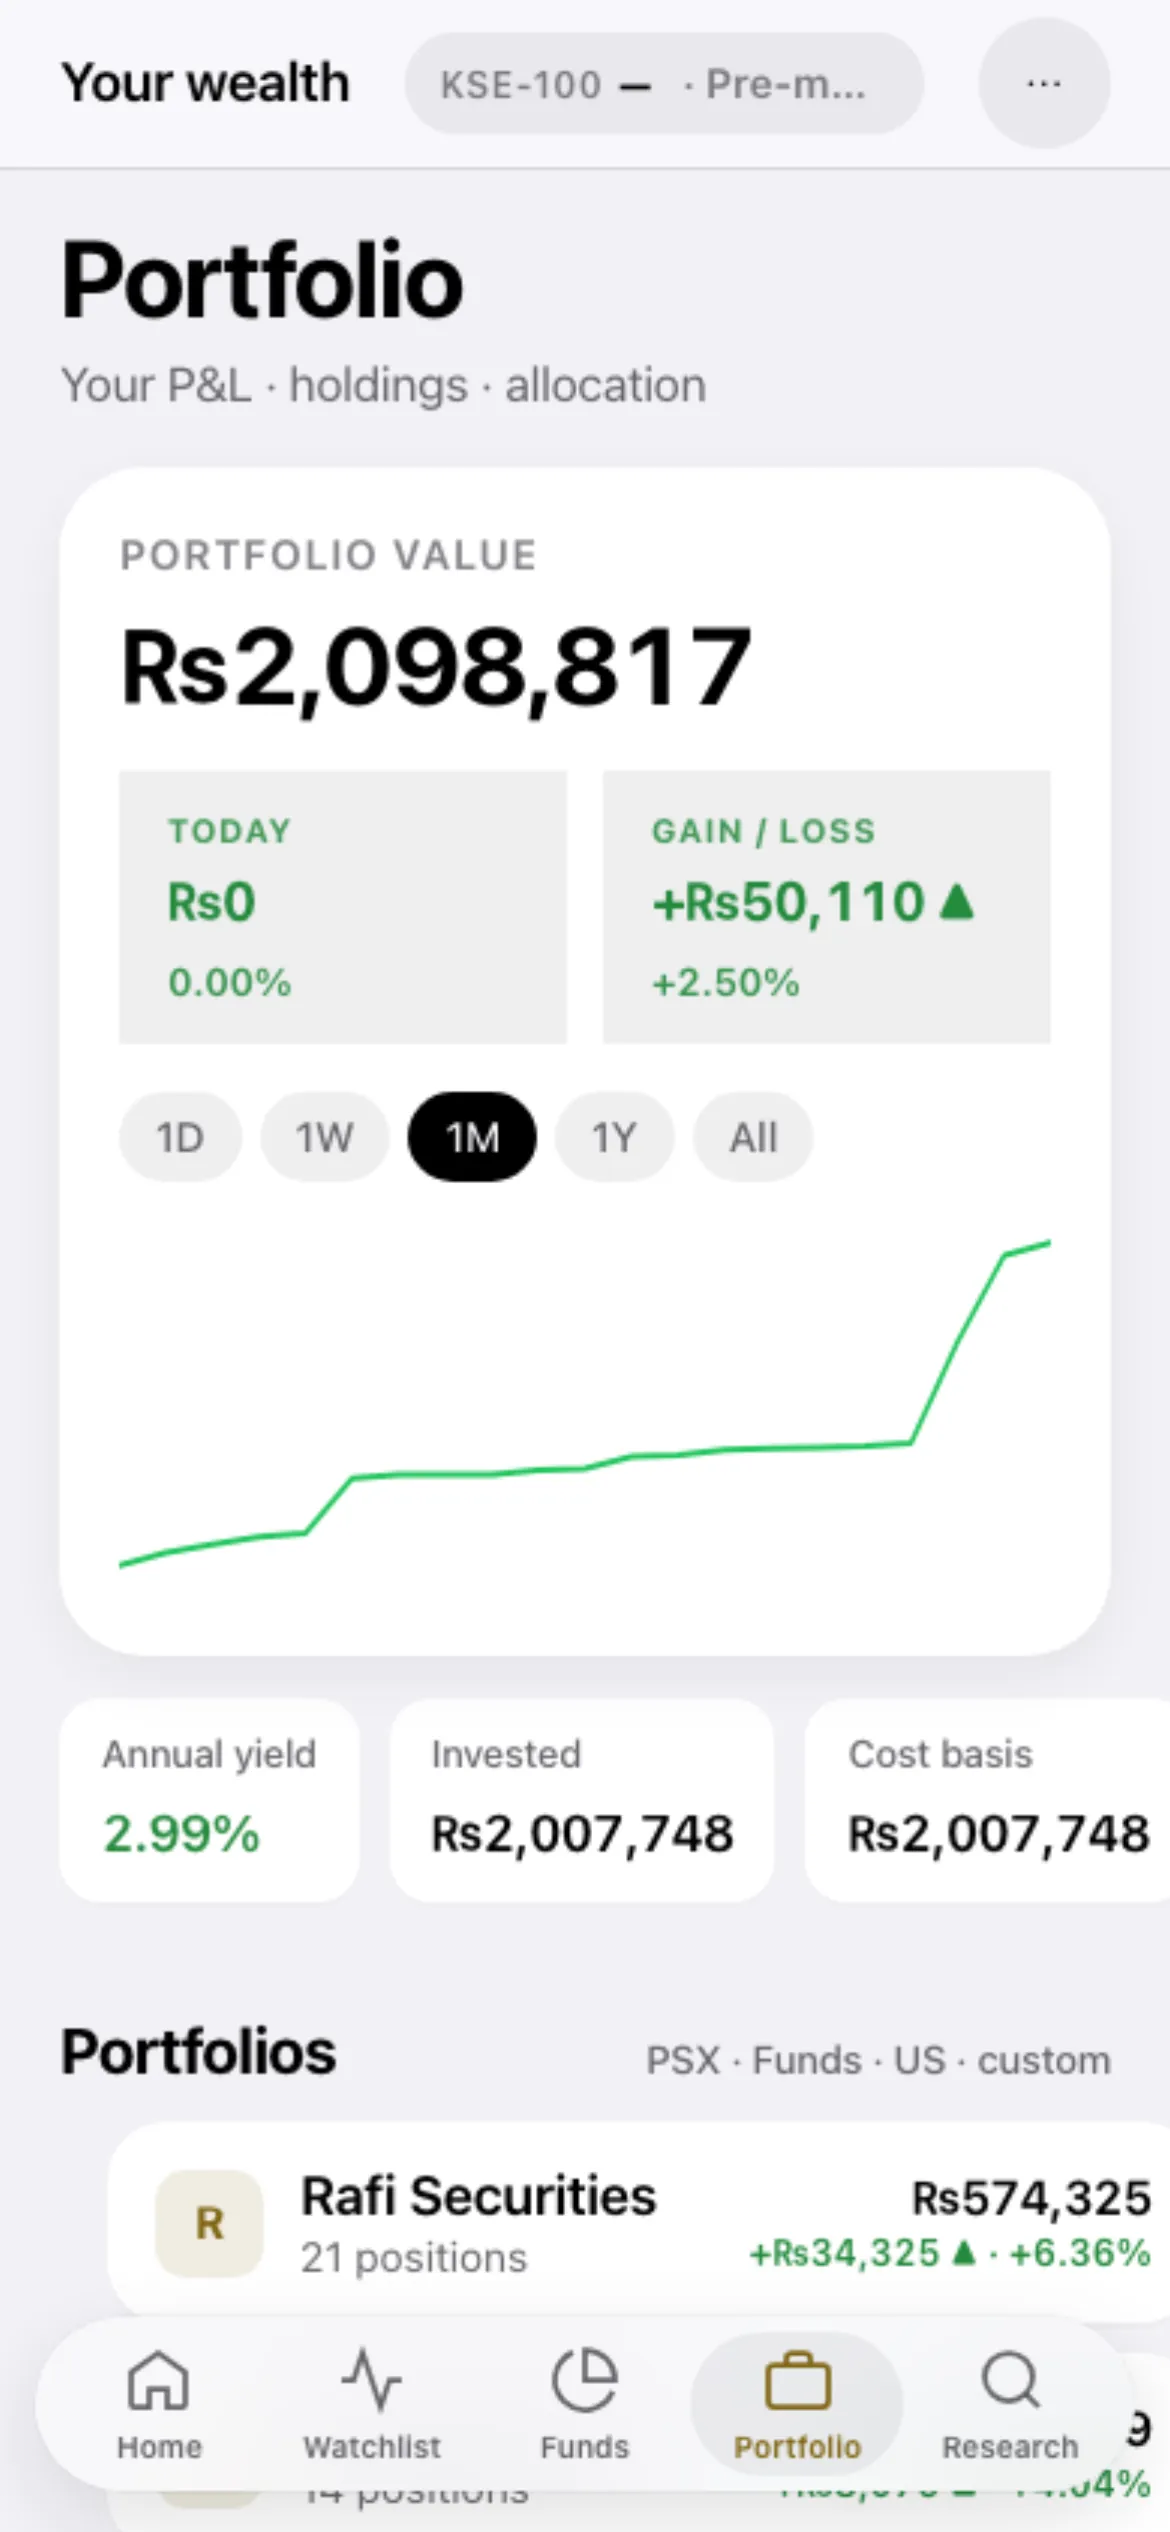 Your wealth
KSE-100 — · Pre-m...
...
Portfolio
Your P&L · holdings · allocation
PORTFOLIO VALUE
Rs2,098,817
TODAY
Rs0
0.00%
GAIN / LOSS
+Rs50,110 ▲
+2.50%
1D 1W 1M 1Y All
Annual yield
2.99%
Invested
Rs2,007,748
Cost basis
Rs2,007,748
Portfolios
PSX · Funds · US · custom
R
Rafi Securities
21 positions
Rs574,325
+Rs34,325 ▲ · +6.36%
9
14 positions
Home
Watchlist
Funds
Portfolio
Research